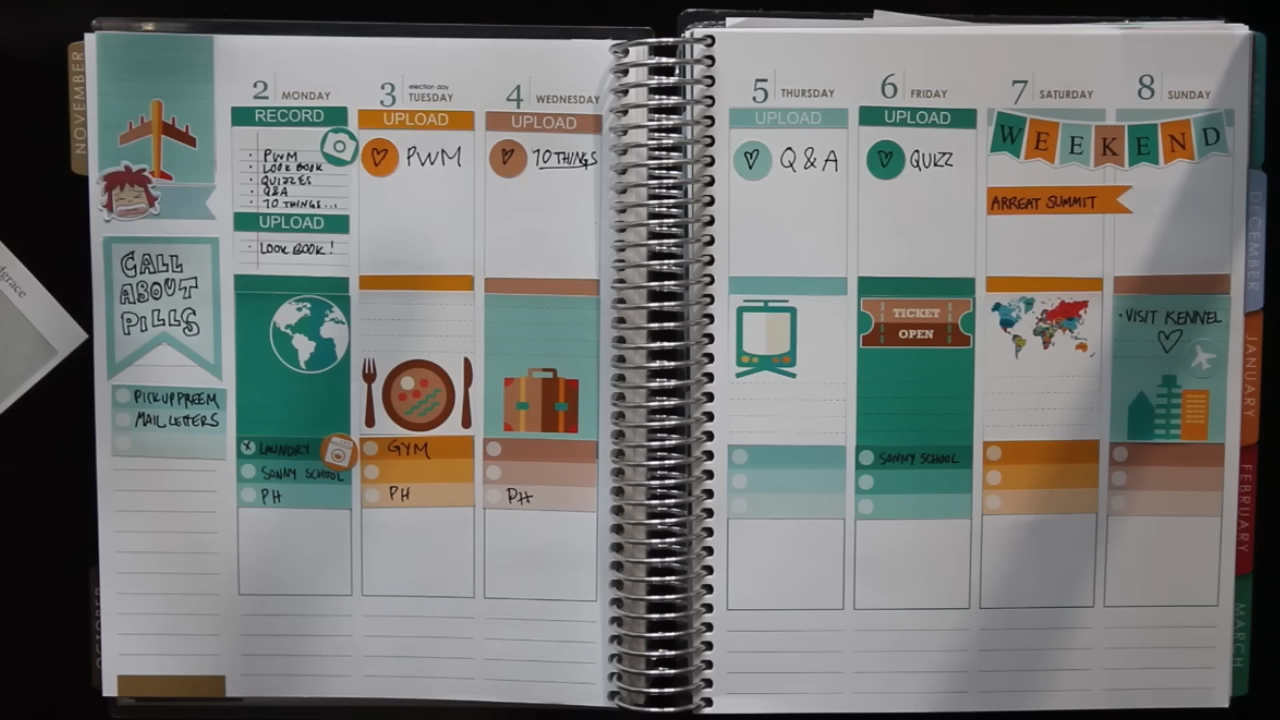 NOVEMBER
OCTOBER
dgrace
CALL
ABOUT
PILLS
PICK UP PREEM
MAIL LETTERS
2 MONDAY
RECORD
· PWM
· LOOK BOOK
· QUIZZES
· Q&A
· 10 THINGS...
UPLOAD
· LOOK BOOK!
X LAUNDRY
SONNY SCHOOL
PH
3 election day
TUESDAY
UPLOAD
PWM
GYM
PH
4 WEDNESDAY
UPLOAD
10 THINGS
PH
5 THURSDAY
UPLOAD
Q&A
6 FRIDAY
UPLOAD
QUIZZ
TICKET
OPEN
SONNY SCHOOL
7 SATURDAY
8 SUNDAY
WEEKEND
ARREAT SUMMIT
· VISIT KENNEL
DECEMBER
JANUARY
FEBRUARY
MARCH